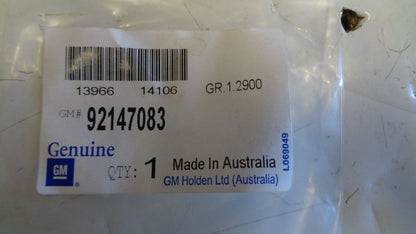 13966 14106 GR.1.2900
GM# 92147083
Genuine
GM
QTY: 1 Made In Australia
GM Holden Ltd (Australia)
L069049